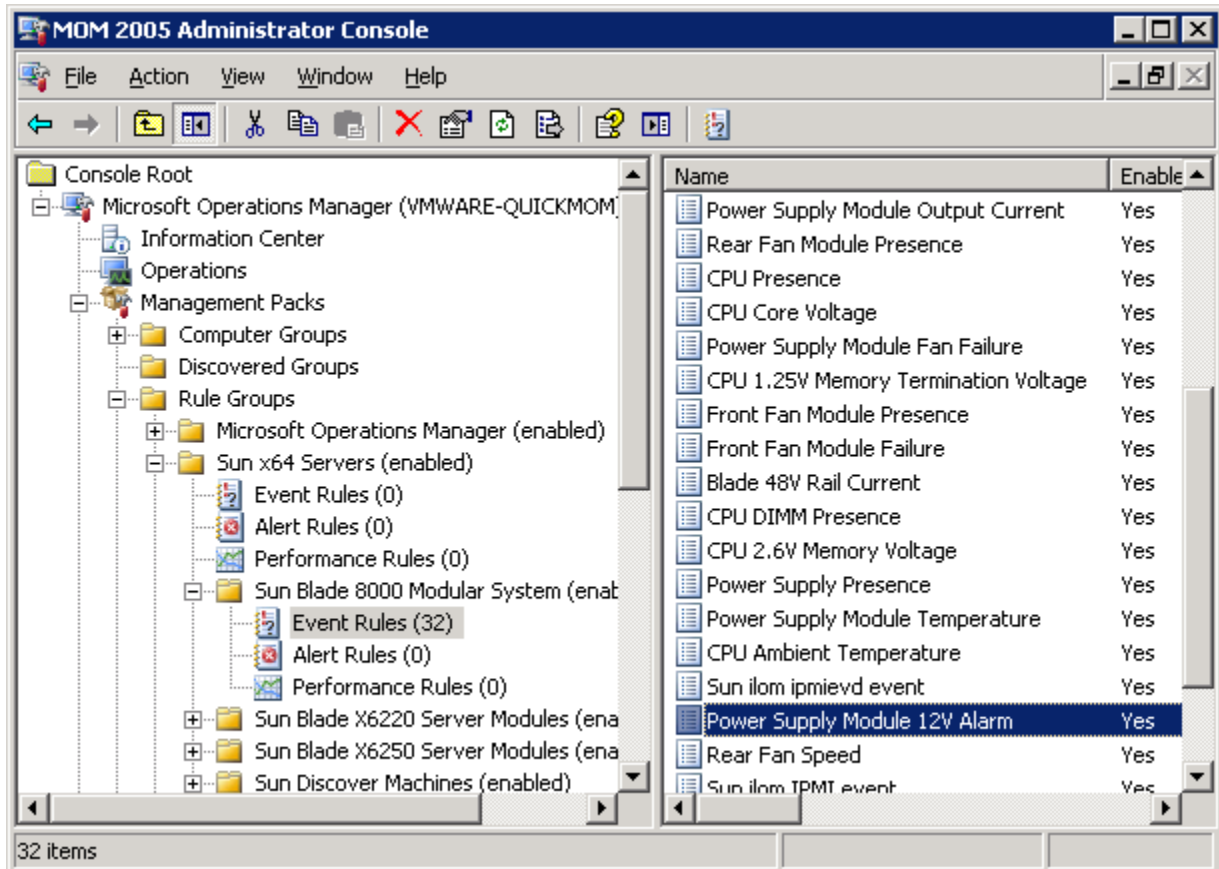 MOM 2005 Administrator Console
File Action View Window Help
Console Root
Microsoft Operations Manager (VMWARE-QUICKMOM)
Information Center
Operations
Management Packs
Computer Groups
Discovered Groups
Rule Groups
Microsoft Operations Manager (enabled)
Sun x64 Servers (enabled)
Event Rules (0)
Alert Rules (0)
Performance Rules (0)
Sun Blade 8000 Modular System (enab
Event Rules (32)
Alert Rules (0)
Performance Rules (0)
Sun Blade X6220 Server Modules (ena
Sun Blade X6250 Server Modules (ena
Sun Discover Machines (enabled)
Name Enable
Power Supply Module Output Current Yes
Rear Fan Module Presence Yes
CPU Presence Yes
CPU Core Voltage Yes
Power Supply Module Fan Failure Yes
CPU 1.25V Memory Termination Voltage Yes
Front Fan Module Presence Yes
Front Fan Module Failure Yes
Blade 48V Rail Current Yes
CPU DIMM Presence Yes
CPU 2.6V Memory Voltage Yes
Power Supply Presence Yes
Power Supply Module Temperature Yes
CPU Ambient Temperature Yes
Sun ilom ipmievd event Yes
Power Supply Module 12V Alarm Yes
Rear Fan Speed Yes
Sun ilom IPMI event Yes
32 items